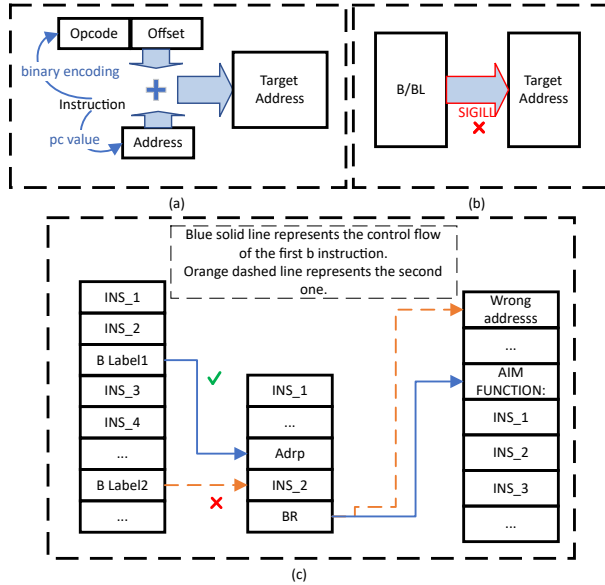 Opcode
Offset
binary encoding
Instruction
pc value
Address
Target
Address
(a)
B/BL
SIGILL
Target
Address
(b)
Blue solid line represents the control flow
of the first b instruction.
Orange dashed line represents the second
one.
INS_1
INS_2
B Label1
INS_3
INS_4
...
B Label2
...
INS_1
...
Adrp
INS_2
BR
Wrong
addresss
...
AIM
FUNCTION:
INS_1
INS_2
INS_3
...
(c)